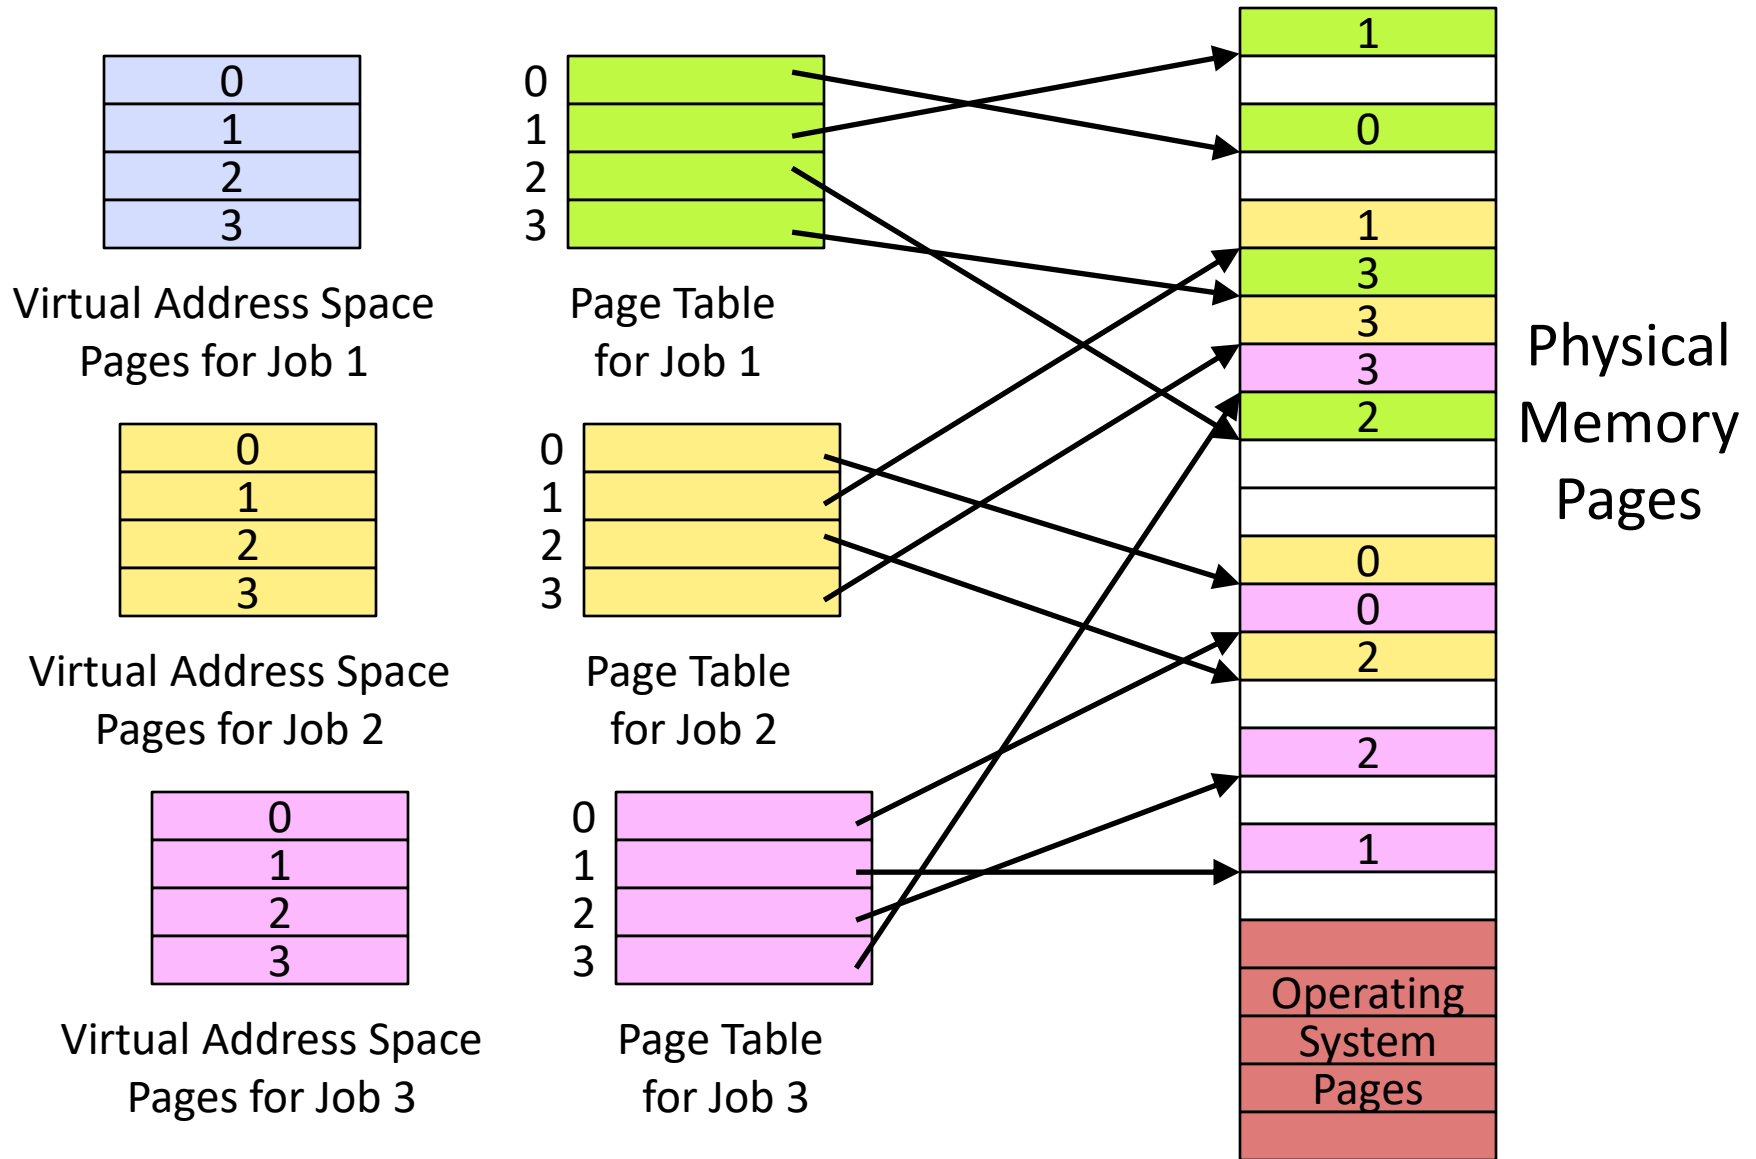 0
1
2
3
Virtual Address Space
Pages for Job 1
0
1
2
3
Page Table
for Job 1
0
1
2
3
Virtual Address Space
Pages for Job 2
0
1
2
3
Page Table
for Job 2
0
1
2
3
Virtual Address Space
Pages for Job 3
0
1
2
3
Page Table
for Job 3
1
0
1
3
3
3
2
0
0
2
2
1
Operating
System
Pages
Physical
Memory
Pages